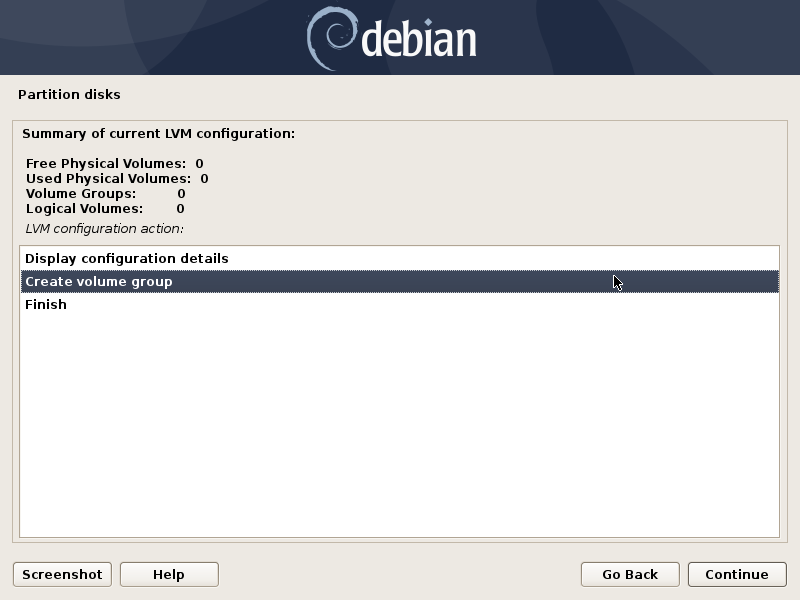 debian
Partition disks
Summary of current LVM configuration:
Free Physical Volumes: 0
Used Physical Volumes: 0
Volume Groups: 0
Logical Volumes: 0
LVM configuration action:
Display configuration details
Create volume group
Finish
Screenshot Help Go Back Continue